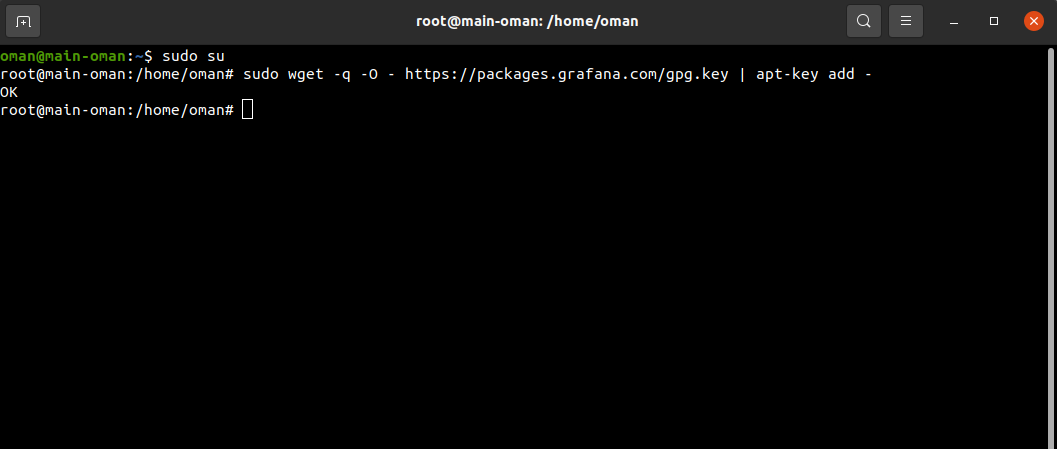 root@main-oman: /home/oman
oman@main-oman:~$ sudo su
root@main-oman:/home/oman# sudo wget -q -O - https://packages.grafana.com/gpg.key | apt-key add -
OK
root@main-oman:/home/oman#